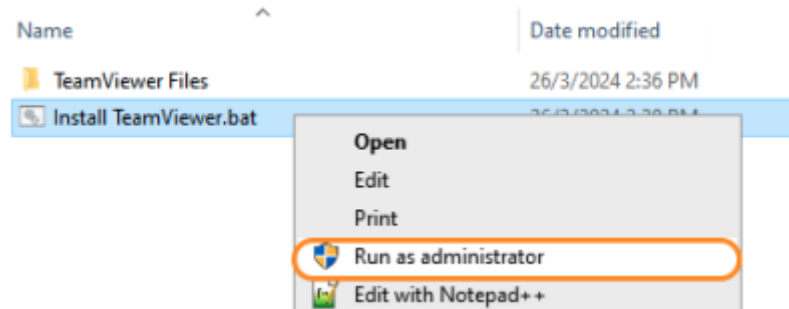 Name Date modified
TeamViewer Files 26/3/2024 2:36 PM
Install TeamViewer.bat
Open
Edit
Print
Run as administrator
Edit with Notepad++